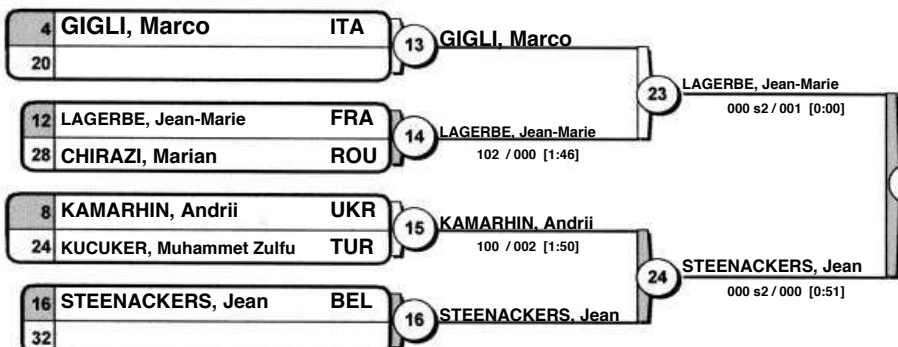 4 GIGLI, Marco ITA
20
13 GIGLI, Marco
12 LAGERBE, Jean-Marie FRA
28 CHIRAZI, Marian ROU
14 LAGERBE, Jean-Marie
102 / 000 [1:46]
23 LAGERBE, Jean-Marie
000 s2 / 001 [0:00]
8 KAMARHIN, Andrii UKR
24 KUCUKER, Muhammet Zulfu TUR
15 KAMARHIN, Andrii
100 / 002 [1:50]
16 STEENACKERS, Jean BEL
32
16 STEENACKERS, Jean
24 STEENACKERS, Jean
000 s2 / 000 [0:51]